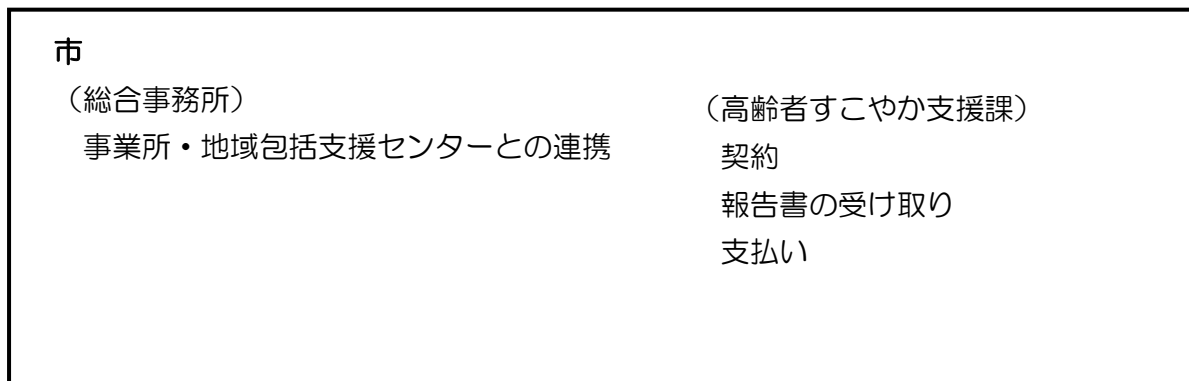 市
（総合事務所）
事業所・地域包括支援センターとの連携
（高齢者すこやか支援課）
契約
報告書の受け取り
支払い